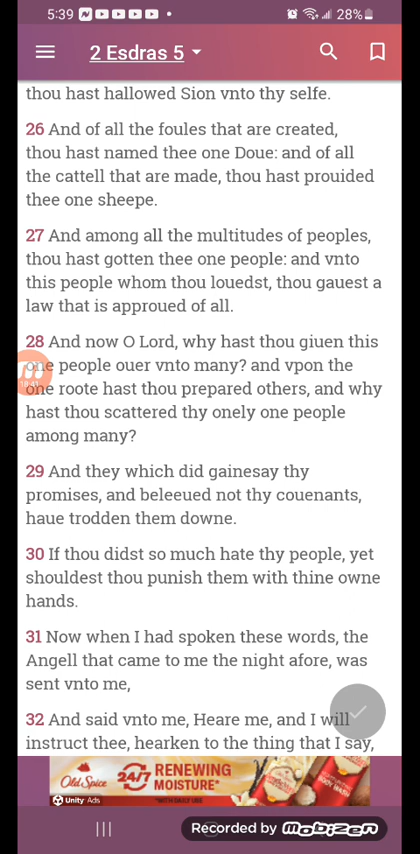 5:39
28%
2 Esdras 5
thou hast hallowed Sion vnto thy selfe.
26 And of all the foules that are created,
thou hast named thee one Doue: and of all
the cattell that are made, thou hast prouided
thee one sheepe.
27 And among all the multitudes of peoples,
thou hast gotten thee one people: and vnto
this people whom thou louedst, thou gauest a
law that is approued of all.
28 And now O Lord, why hast thou giuen this
one people ouer vnto many? and vpon the
one roote hast thou prepared others, and why
hast thou scattered thy onely one people
among many?
29 And they which did gainesay thy
promises, and beleeued not thy couenants,
haue trodden them downe.
30 If thou didst so much hate thy people, yet
shouldest thou punish them with thine owne
hands.
31 Now when I had spoken these words, the
Angell that came to me the night afore, was
sent vnto me,
32 And said vnto me, Heare me, and I will
instruct thee, hearken to the thing that I say,
18:41
Old Spice
24/7 RENEWING
MOISTURE*
*WITH DAILY USE
Unity Ads
Recorded by mobizen